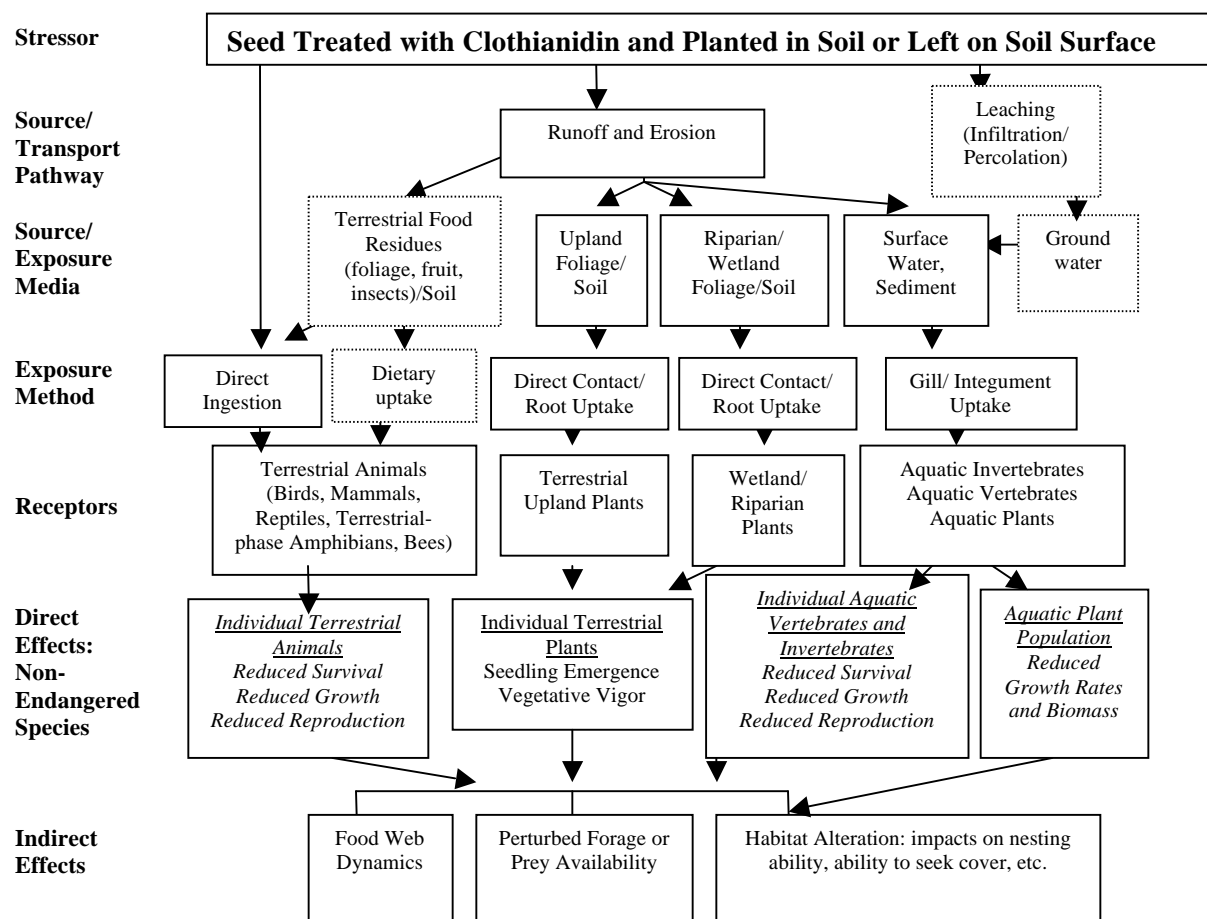 Stressor
Seed Treated with Clothianidin and Planted in Soil or Left on Soil Surface
Source/
Transport
Pathway
Runoff and Erosion
Leaching
(Infiltration/
Percolation)
Source/
Exposure
Media
Terrestrial Food
Residues
(foliage, fruit,
insects)/Soil
Upland
Foliage/
Soil
Riparian/
Wetland
Foliage/Soil
Surface
Water,
Sediment
Ground
water
Exposure
Method
Direct
Ingestion
Dietary
uptake
Direct Contact/
Root Uptake
Direct Contact/
Root Uptake
Gill/ Integument
Uptake
Receptors
Terrestrial Animals
(Birds, Mammals,
Reptiles, Terrestrial-
phase Amphibians, Bees)
Terrestrial
Upland Plants
Wetland/
Riparian
Plants
Aquatic Invertebrates
Aquatic Vertebrates
Aquatic Plants
Direct
Effects:
Non-
Endangered
Species
Individual Terrestrial
Animals
Reduced Survival
Reduced Growth
Reduced Reproduction
Individual Terrestrial
Plants
Seedling Emergence
Vegetative Vigor
Individual Aquatic
Vertebrates and
Invertebrates
Reduced Survival
Reduced Growth
Reduced Reproduction
Aquatic Plant
Population
Reduced
Growth Rates
and Biomass
Indirect
Effects
Food Web
Dynamics
Perturbed Forage or
Prey Availability
Habitat Alteration: impacts on nesting
ability, ability to seek cover, etc.